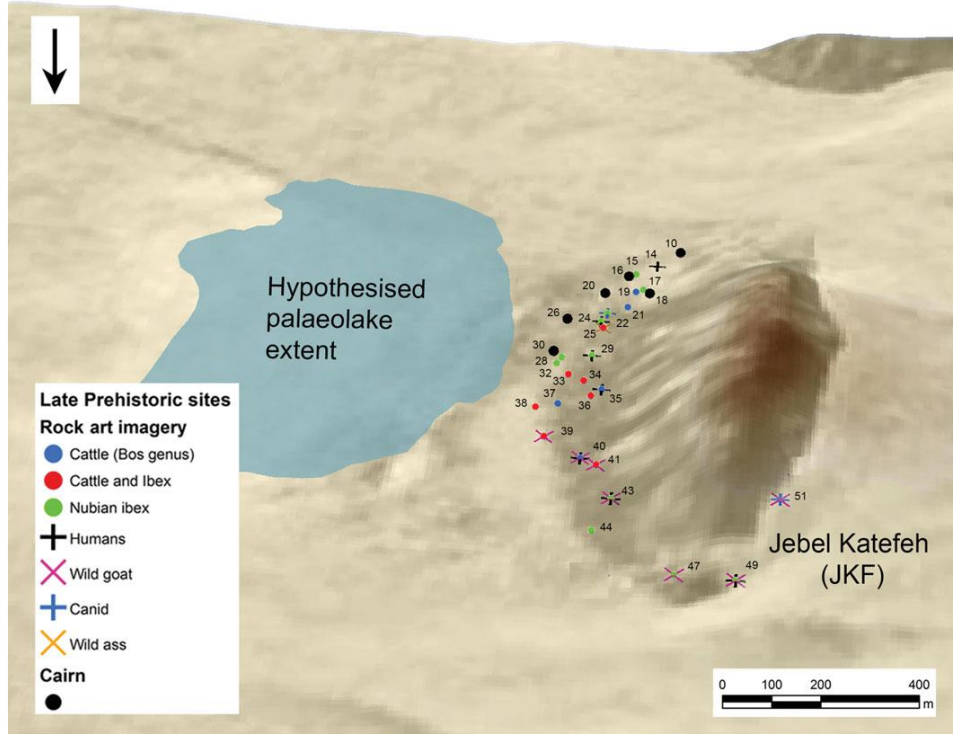 10
14
15
16
17
18
19
20
21
22
24
25
26
28
29
30
32
33
34
35
36
37
38
39
40
41
43
44
47
49
51
Hypothesised
palaeolake
extent
Jebel Katefeh
(JKF)
Late Prehistoric sites
Rock art imagery
Cattle (Bos genus)
Cattle and Ibex
Nubian ibex
Humans
Wild goat
Canid
Wild ass
Cairn
0 100 200 400
m